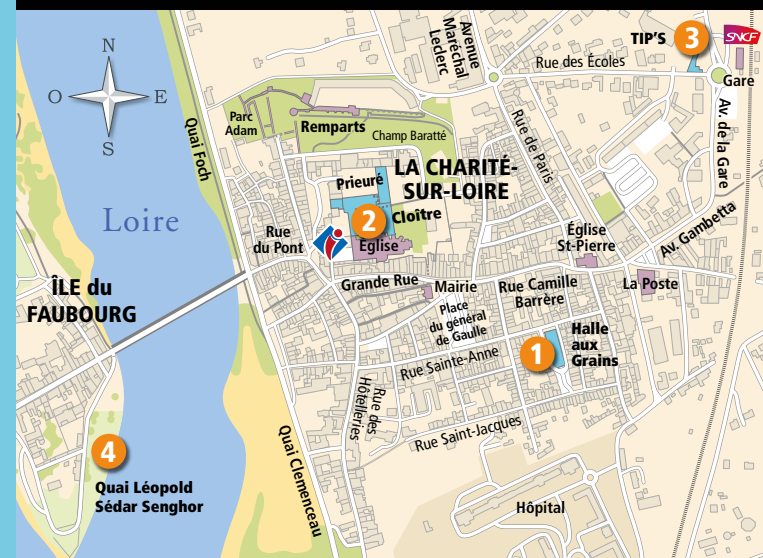 N
O
E
S
Avenue
Maréchal
Leclerc
TIP'S
3
SNCF
Rue des Écoles
Gare
Av. de la Gare
Quai Foch
Parc
Adam
Remparts
Champ Baratté
Rue de Paris
LA CHARITÉ-
SUR-LOIRE
Prieuré
2
Cloître
Église
Loire
Rue
du Pont
Église
St-Pierre
Av. Gambetta
ÎLE du
FAUBOURG
Grande Rue
Mairie
Rue Camille
Barrère
La Poste
Place
du général
de Gaulle
1
Halle
aux
Grains
Rue Sainte-Anne
Rue des
Hôtelleries
Rue Saint-Jacques
Quai Clemenceau
4
Quai Léopold
Sédar Senghor
Hôpital